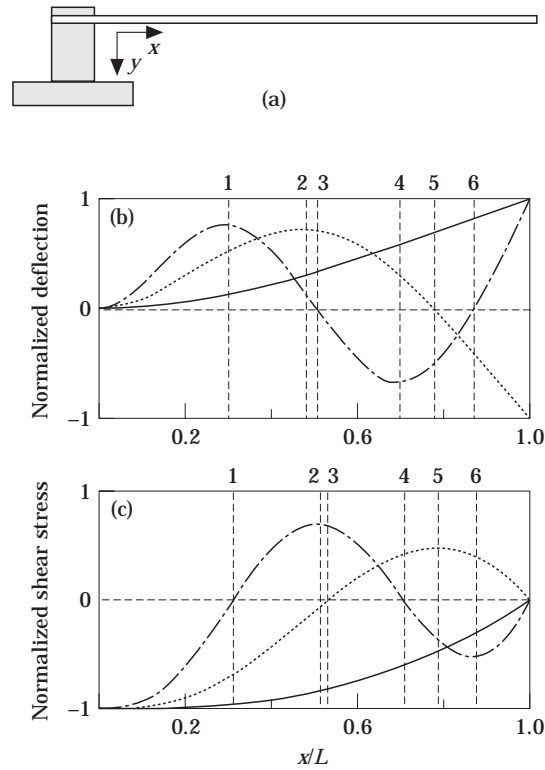 x
y
(a)
1 2 3 4 5 6
1
(b)
Normalized deflection
0
−1
0.2 0.6 1.0
1 2 3 4 5 6
1
(c)
Normalized shear stress
0
−1
0.2 0.6 1.0
x/L